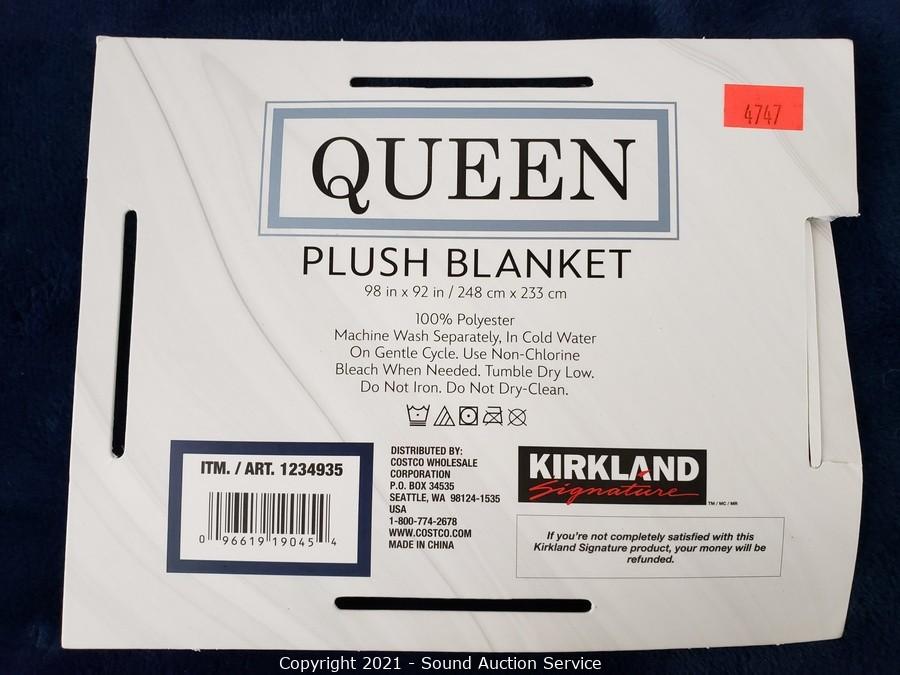 4747
QUEEN
PLUSH BLANKET
98 in x 92 in / 248 cm x 233 cm
100% Polyester
Machine Wash Separately, In Cold Water
On Gentle Cycle. Use Non-Chlorine
Bleach When Needed. Tumble Dry Low.
Do Not Iron. Do Not Dry-Clean.
ITM. / ART. 1234935
0 96619 19045 4
DISTRIBUTED BY:
COSTCO WHOLESALE
CORPORATION
P.O. BOX 34535
SEATTLE, WA 98124-1535
USA
1-800-774-2678
WWW.COSTCO.COM
MADE IN CHINA
KIRKLAND
Signature
TM / MC / MR
If you're not completely satisfied with this
Kirkland Signature product, your money will be
refunded.
Copyright 2021 - Sound Auction Service